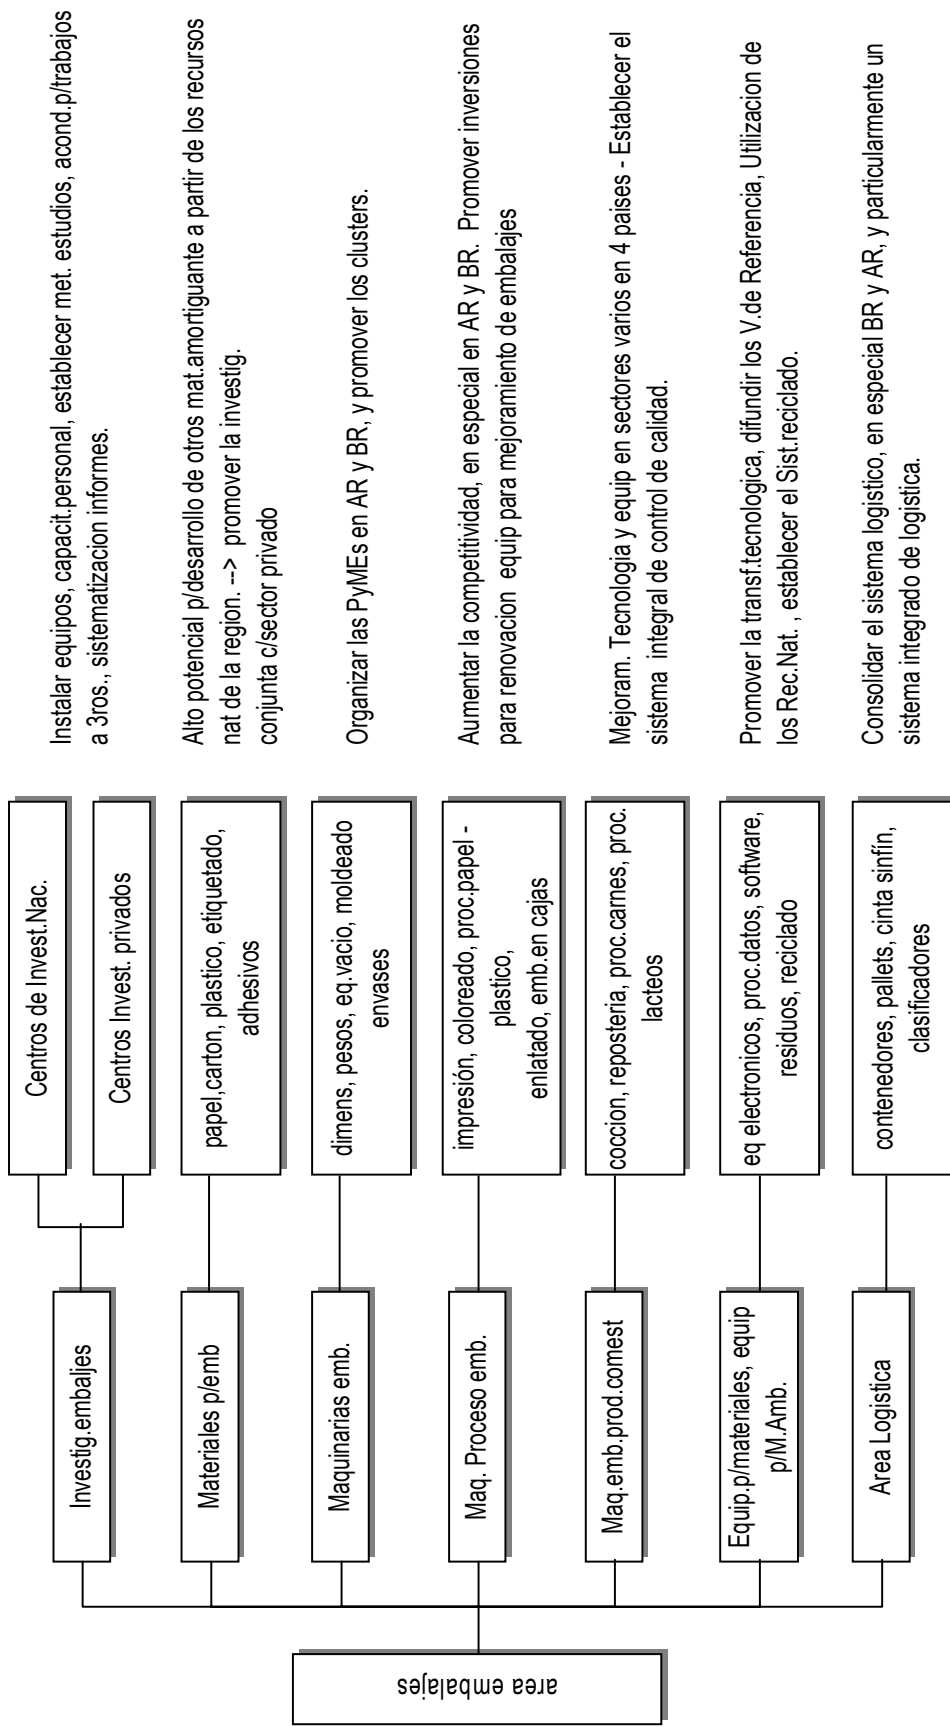 area embalajes
Investig.embaljes
Centros de Invest.Nac.
Centros Invest. privados
Instalar equipos, capacit.personal, establecer met. estudios, acond.p/trabajos
a 3ros., sistematizacion informes.
Materiales p/emb
papel,carton, plastico, etiquetado,
adhesivos
Alto potencial p/desarrollo de otros mat.amortiguante a partir de los recursos
nat de la region. --> promover la investig.
conjunta c/sector privado
Maquinarias emb.
dimens, pesos, eq.vacio, moldeado
envases
Organizar las PyMEs en AR y BR, y promover los clusters.
Maq. Proceso emb.
impresión, coloreado, proc.papel -
plastico,
enlatado, emb.en cajas
Aumentar la competitividad, en especial en AR y BR. Promover inversiones
para renovacion equip para mejoramiento de embalajes
Maq.emb.prod.comest
coccion, reposteria, proc.carnes, proc.
lacteos
Mejoram. Tecnologia y equip en sectores varios en 4 paises - Establecer el
sistema integral de control de calidad.
Equip.p/materiales, equip
p/M.Amb.
eq electronicos, proc.datos, software,
residuos, reciclado
Promover la transf.tecnologica, difundir los V.de Referencia, Utilizacion de
los Rec.Nat. , establecer el Sist.reciclado.
Area Logistica
contenedores, pallets, cinta sinfín,
clasificadores
Consolidar el sistema logistico, en especial BR y AR, y particularmente un
sistema integrado de logística.